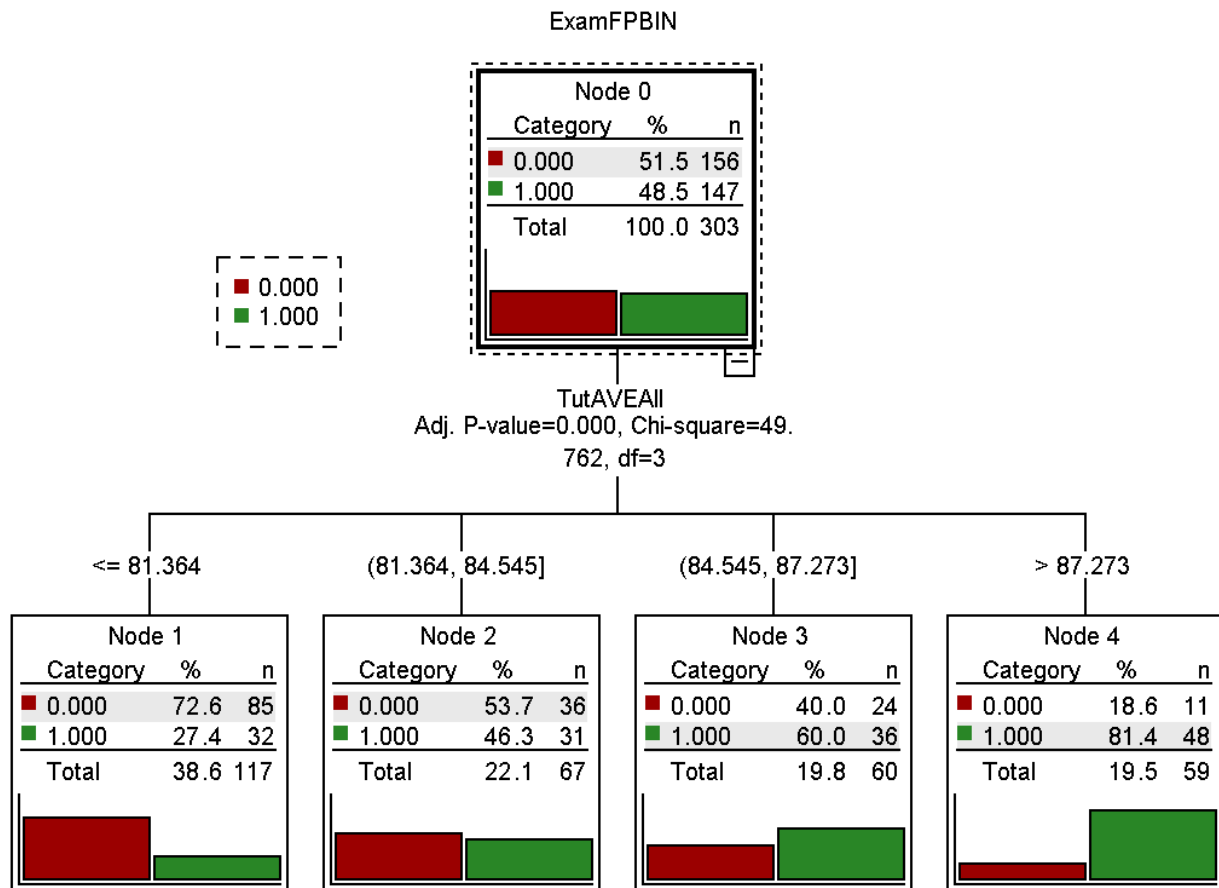 ExamFPBIN
Node 0
Category % n
0.000 51.5 156
1.000 48.5 147
Total 100.0 303
0.000
1.000
TutAVEAll
Adj. P-value=0.000, Chi-square=49.
762, df=3
<= 81.364
(81.364, 84.545]
(84.545, 87.273]
> 87.273
Node 1
Category % n
0.000 72.6 85
1.000 27.4 32
Total 38.6 117
Node 2
Category % n
0.000 53.7 36
1.000 46.3 31
Total 22.1 67
Node 3
Category % n
0.000 40.0 24
1.000 60.0 36
Total 19.8 60
Node 4
Category % n
0.000 18.6 11
1.000 81.4 48
Total 19.5 59